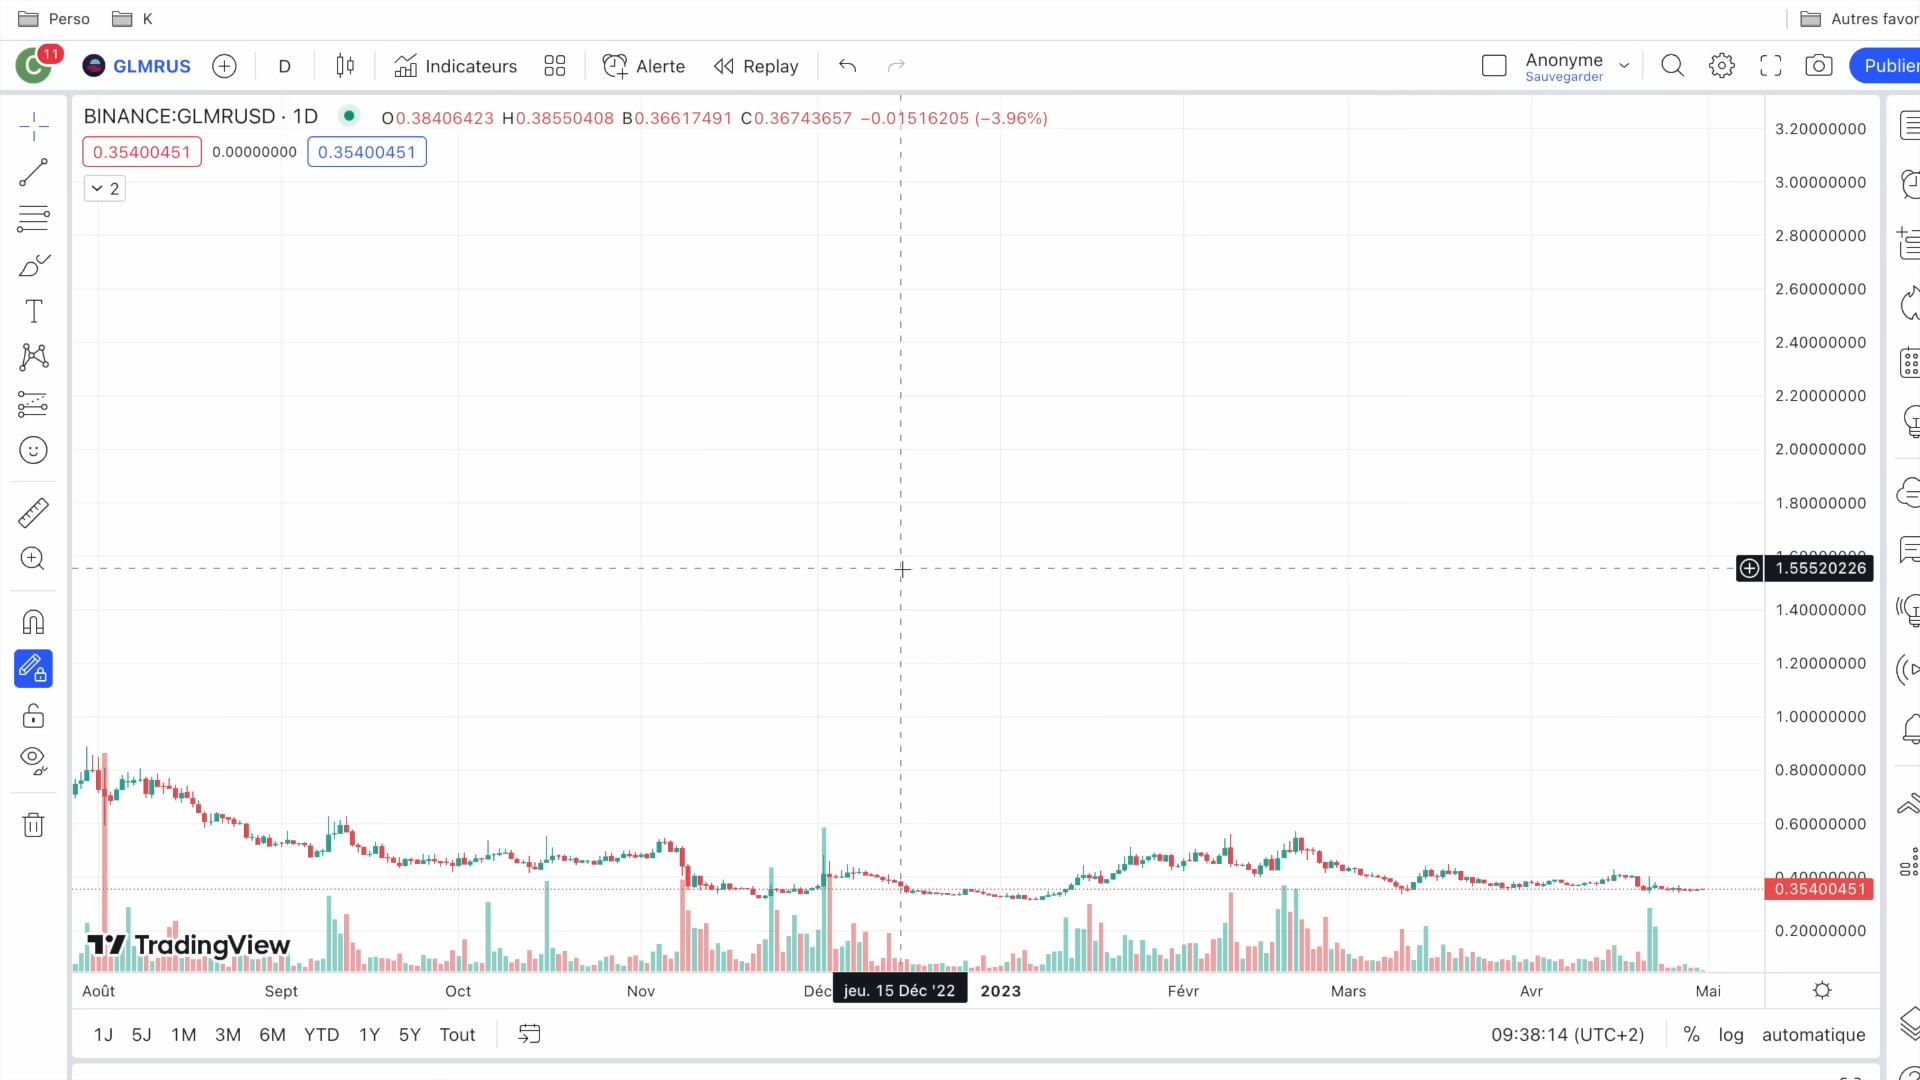 Perso K Autres favor
C 11 GLMRUS D Indicateurs Alerte Replay Anonyme Sauvegarder Publier
BINANCE:GLMRUSD · 1D O0.38406423 H0.38550408 B0.36617491 C0.36743657 −0.01516205 (−3.96%)
0.35400451 0.00000000 0.35400451
2
3.20000000
3.00000000
2.80000000
2.60000000
2.40000000
2.20000000
2.00000000
1.80000000
1.60000000
1.55520226
1.40000000
1.20000000
1.00000000
0.80000000
0.60000000
0.40000000
0.35400451
0.20000000
TradingView
Août Sept Oct Nov Déc jeu. 15 Déc '22 2023 Févr Mars Avr Mai
1J 5J 1M 3M 6M YTD 1Y 5Y Tout 09:38:14 (UTC+2) % log automatique